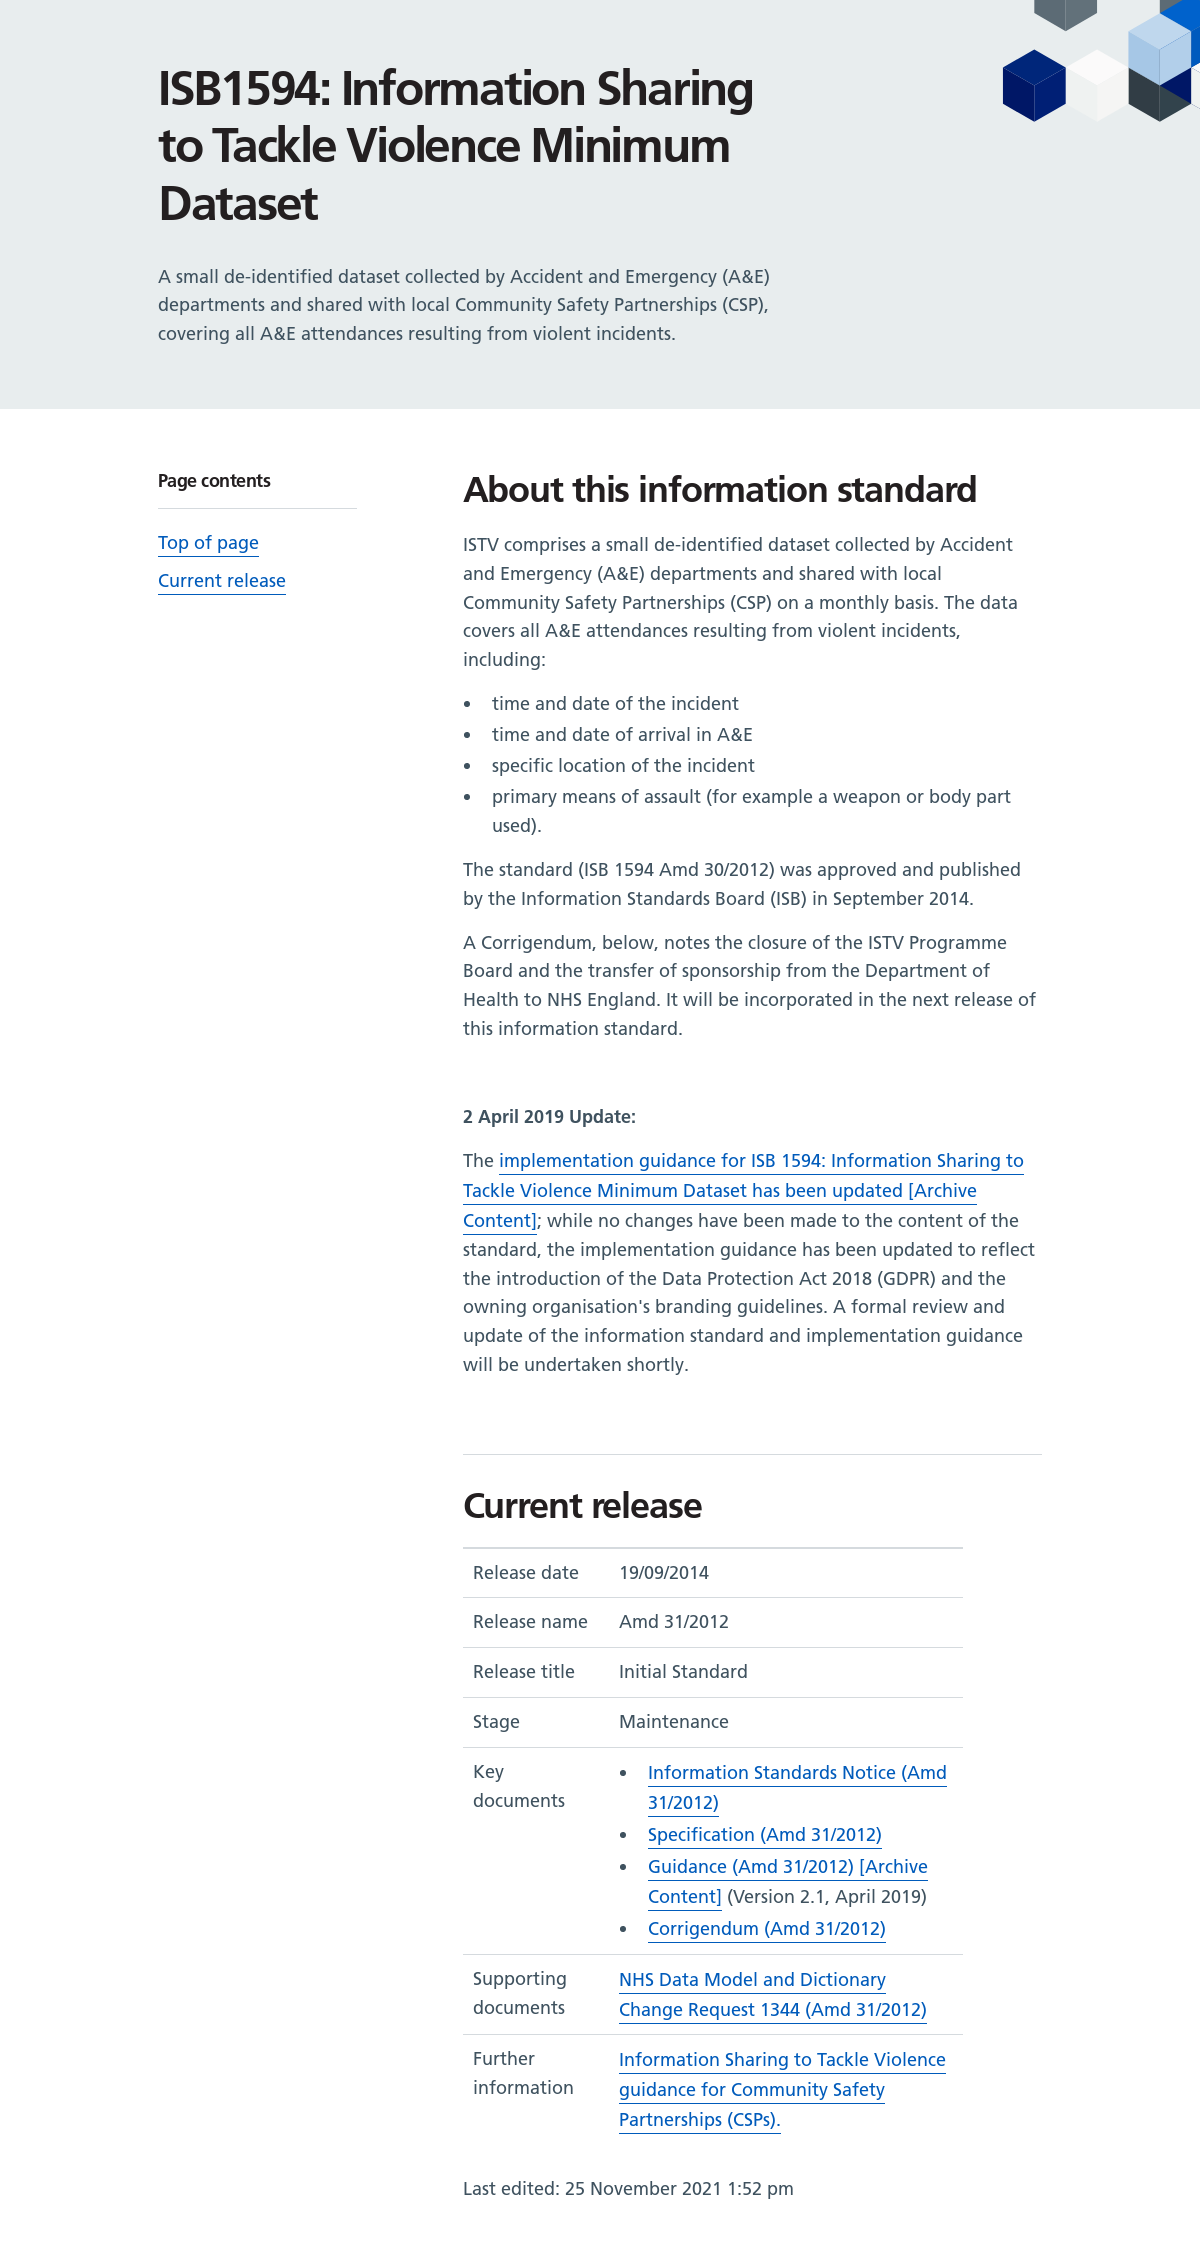 ISB1594: Information Sharing
to Tackle Violence Minimum
Dataset
A small de-identified dataset collected by Accident and Emergency (A&E)
departments and shared with local Community Safety Partnerships (CSP),
covering all A&E attendances resulting from violent incidents.
Page contents
Top of page
Current release
About this information standard
ISTV comprises a small de-identified dataset collected by Accident
and Emergency (A&E) departments and shared with local
Community Safety Partnerships (CSP) on a monthly basis. The data
covers all A&E attendances resulting from violent incidents,
including:
• time and date of the incident
• time and date of arrival in A&E
• specific location of the incident
• primary means of assault (for example a weapon or body part
used).
The standard (ISB 1594 Amd 30/2012) was approved and published
by the Information Standards Board (ISB) in September 2014.
A Corrigendum, below, notes the closure of the ISTV Programme
Board and the transfer of sponsorship from the Department of
Health to NHS England. It will be incorporated in the next release of
this information standard.
2 April 2019 Update:
The implementation guidance for ISB 1594: Information Sharing to
Tackle Violence Minimum Dataset has been updated [Archive
Content]; while no changes have been made to the content of the
standard, the implementation guidance has been updated to reflect
the introduction of the Data Protection Act 2018 (GDPR) and the
owning organisation's branding guidelines. A formal review and
update of the information standard and implementation guidance
will be undertaken shortly.
Current release
Release date 19/09/2014
Release name Amd 31/2012
Release title Initial Standard
Stage Maintenance
Key
documents
• Information Standards Notice (Amd
31/2012)
• Specification (Amd 31/2012)
• Guidance (Amd 31/2012) [Archive
Content] (Version 2.1, April 2019)
• Corrigendum (Amd 31/2012)
Supporting
documents
NHS Data Model and Dictionary
Change Request 1344 (Amd 31/2012)
Further
information
Information Sharing to Tackle Violence
guidance for Community Safety
Partnerships (CSPs).
Last edited: 25 November 2021 1:52 pm